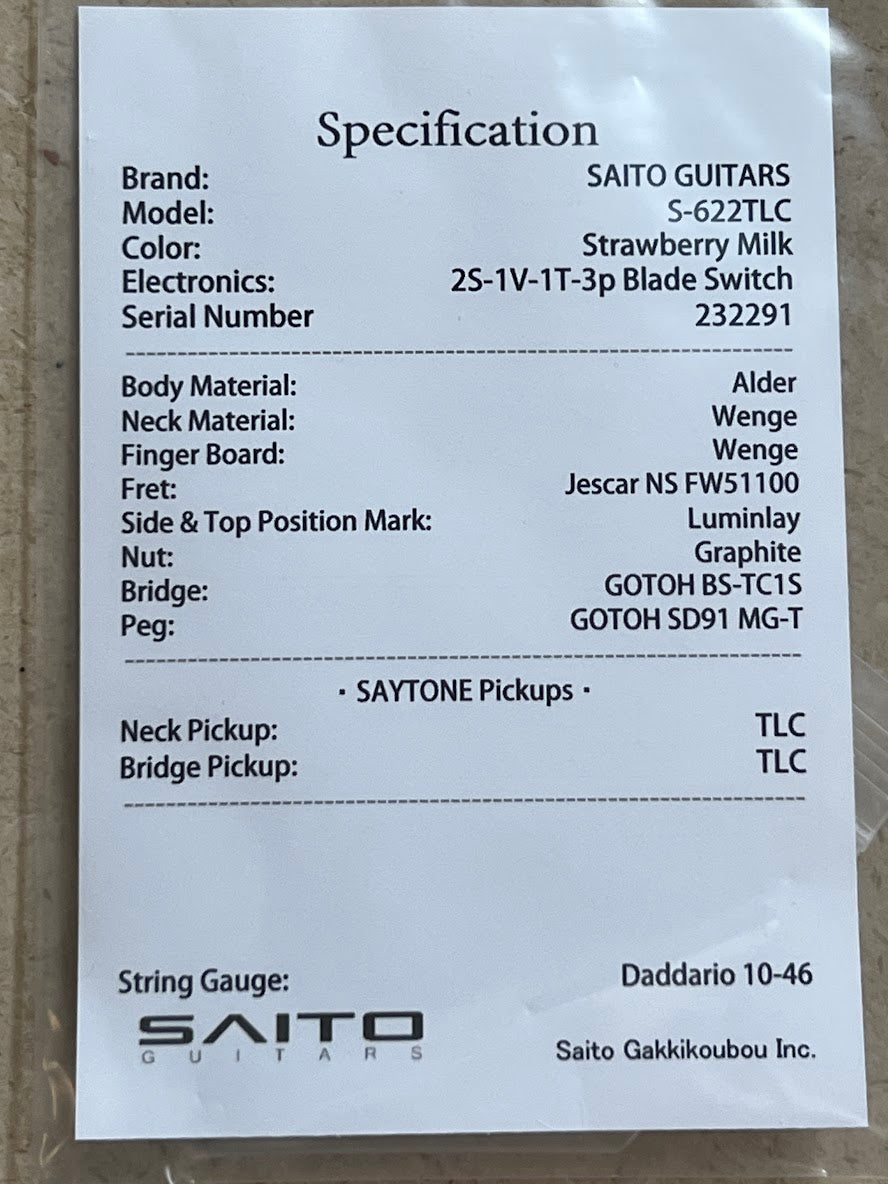 Specification
Brand: SAITO GUITARS
Model: S-622TLC
Color: Strawberry Milk
Electronics: 2S-1V-1T-3p Blade Switch
Serial Number 232291
Body Material: Alder
Neck Material: Wenge
Finger Board: Wenge
Fret: Jescar NS FW51100
Side & Top Position Mark: Luminlay
Nut: Graphite
Bridge: GOTOH BS-TC1S
Peg: GOTOH SD91 MG-T
・SAYTONE Pickups・
Neck Pickup: TLC
Bridge Pickup: TLC
String Gauge: Daddario 10-46
SAITO
GUITARS
Saito Gakkikoubou Inc.